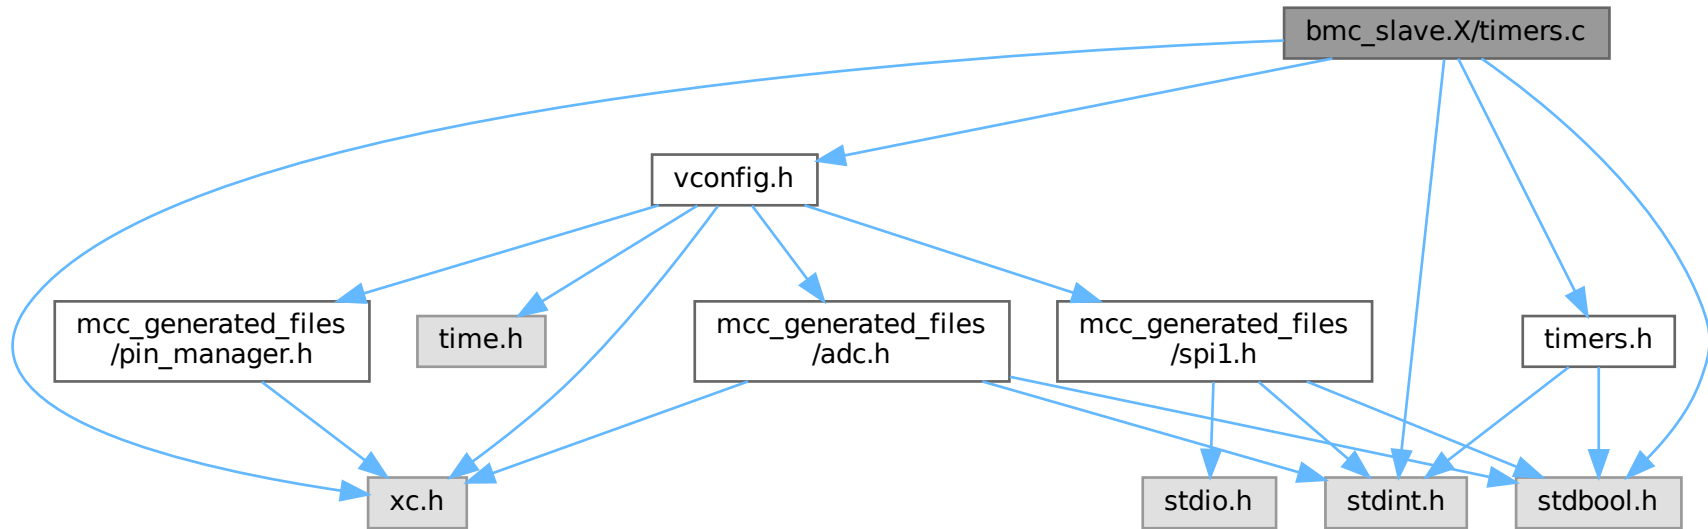 bmc_slave.X/timers.c
vconfig.h
mcc_generated_files
/pin_manager.h
time.h
mcc_generated_files
/adc.h
mcc_generated_files
/spi1.h
timers.h
xc.h
stdio.h
stdint.h
stdbool.h